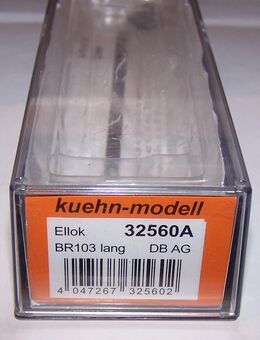 kuehn-modell
Ellok 32560A
BR103 lang DB AG
4 047267 325602